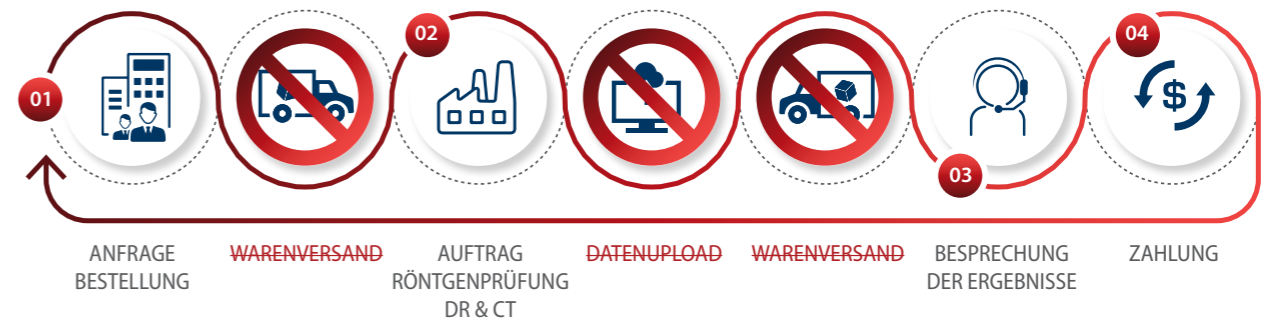 01
02
03
04
$
ANFRAGE
BESTELLUNG
WARENVERSAND
AUFTRAG
RÖNTGENPRÜFUNG
DR & CT
DATENUPLOAD
WARENVERSAND
BESPRECHUNG
DER ERGEBNISSE
ZAHLUNG